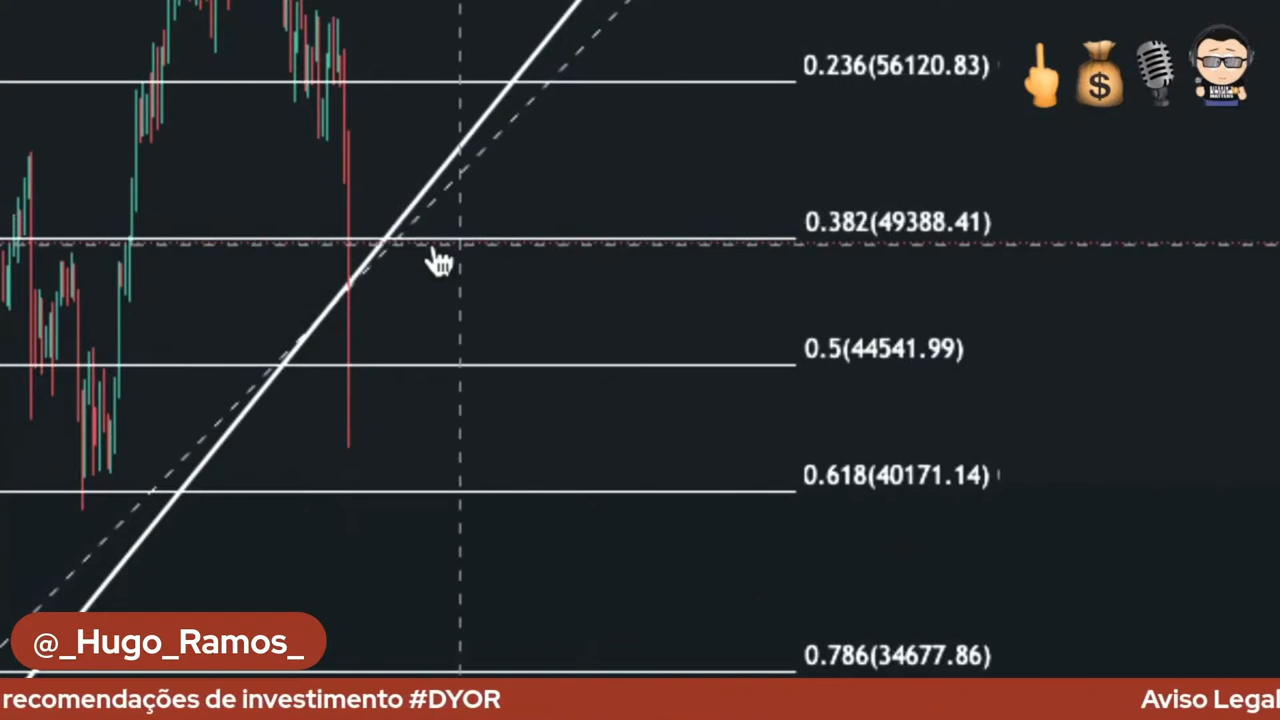 0.236(56120.83)
$
0.382(49388.41)
0.5(44541.99)
0.618(40171.14)
0.786(34677.86)
@_Hugo_Ramos_
recomendações de investimento #DYOR
Aviso Legal